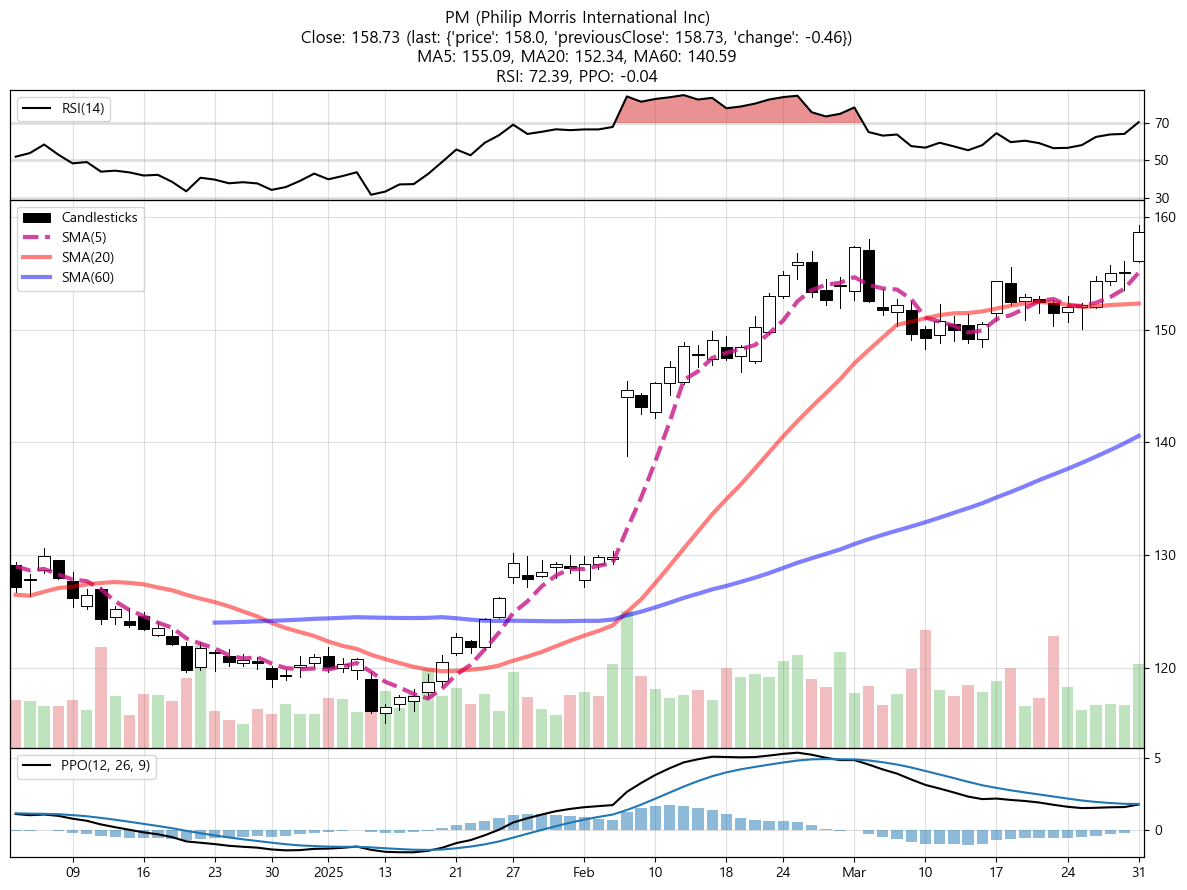 PM (Philip Morris International Inc)
Close: 158.73 (last: {'price': 158.0, 'previousClose': 158.73, 'change': -0.46})
MA5: 155.09, MA20: 152.34, MA60: 140.59
RSI: 72.39, PPO: -0.04
RSI(14)
70
50
30
Candlesticks
SMA(5)
SMA(20)
SMA(60)
160
150
140
130
120
PPO(12, 26, 9)
5
0
09 16 23 30 2025 13 21 27 Feb 10 18 24 Mar 10 17 24 31